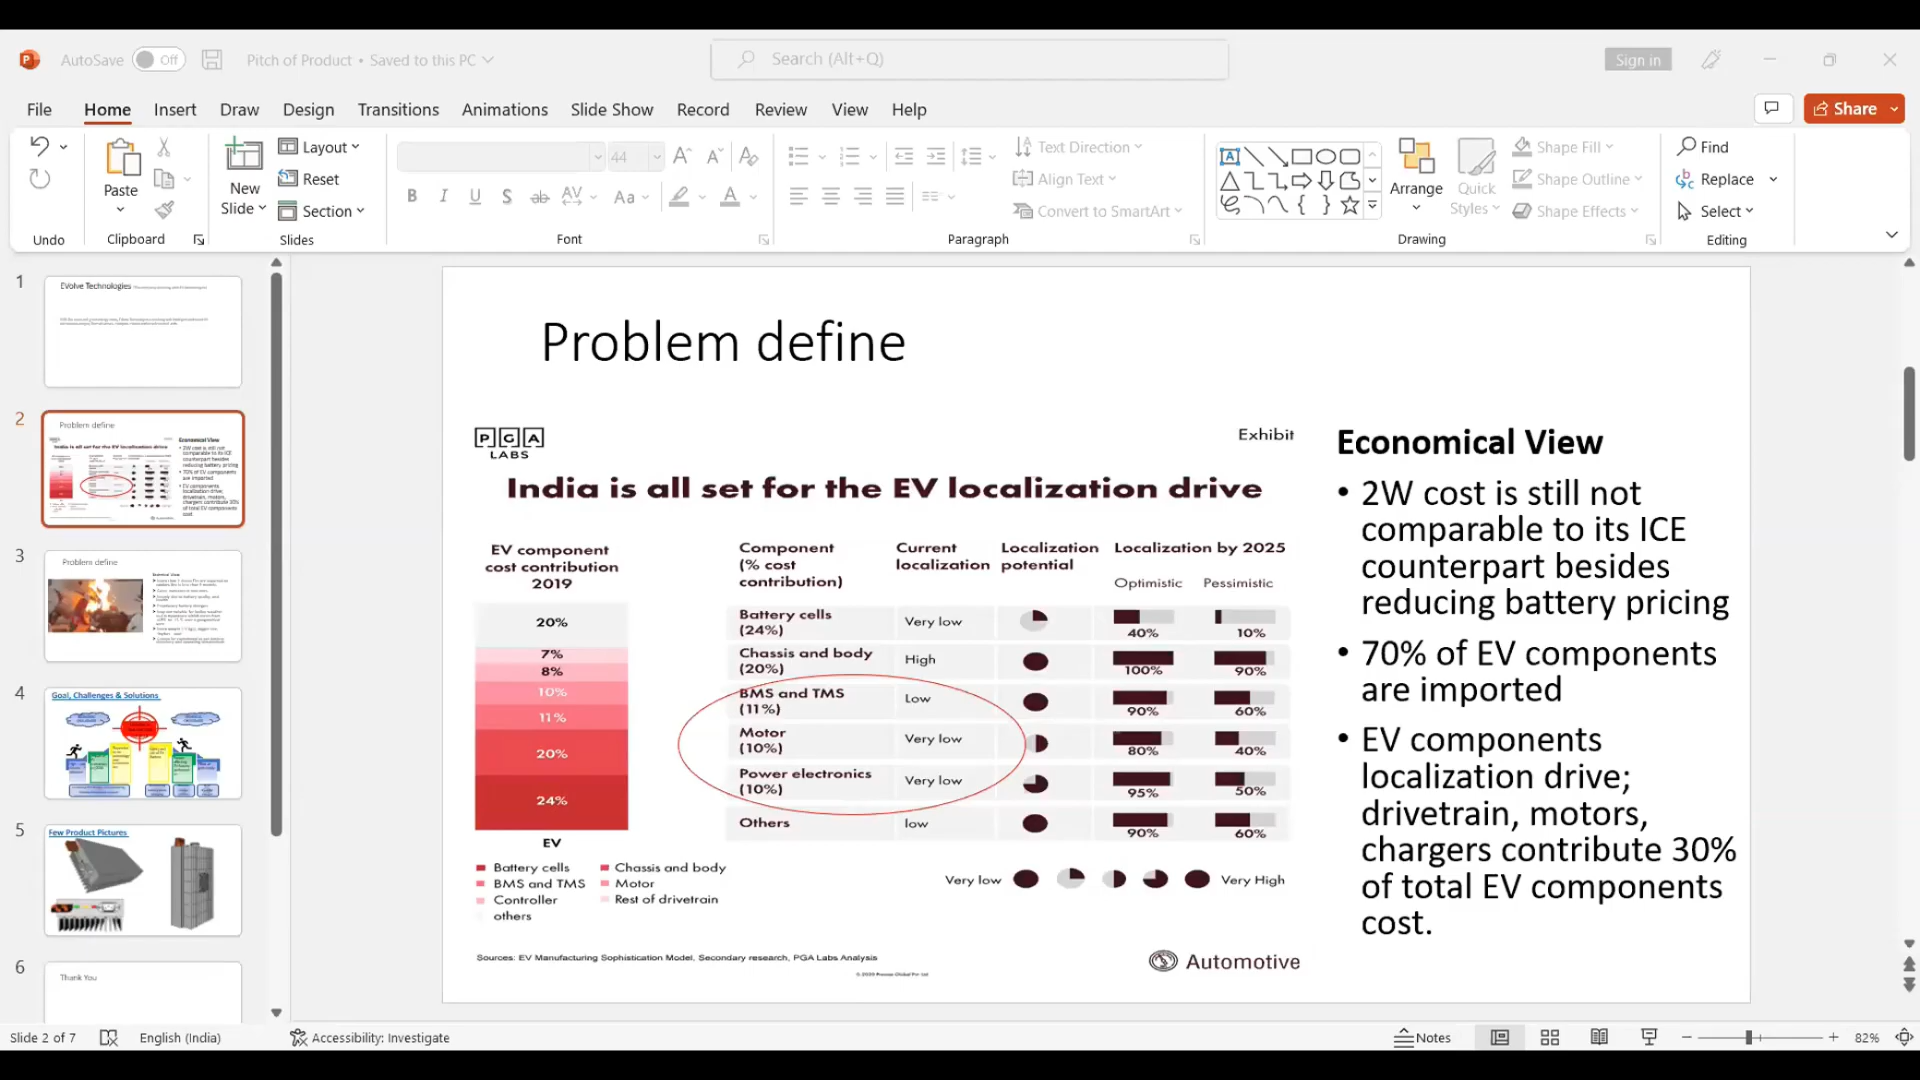 AutoSave Off Pitch of Product • Saved to this PC Search (Alt+Q) Sign in
File Home Insert Draw Design Slide Show Transitions Animations Record Review View Help Share
Paste New Slide Layout Reset Section 44 Text Direction Align Text Convert to SmartArt Arrange Quick Styles Shape Fill Shape Outline Shape Effects Find Replace Select
Undo Clipboard Slides Font Paragraph Drawing Editing
1
EVolve Technologies
2
Problem define
3
Problem define
4
Goal, Challenges & Solutions
5
Few Product Pictures
6
Thank You
Problem define
PGA
LABS
Exhibit
India is all set for the EV localization drive
EV component
cost contribution
2019
20%
7%
8%
10%
11%
20%
24%
EV
Battery cells Chassis and body
BMS and TMS Motor
Controller Rest of drivetrain
others
Component (% cost contribution) Current localization Localization potential Localization by 2025
Optimistic Pessimistic
Battery cells (24%) Very low 40% 10%
Chassis and body (20%) High 100% 90%
BMS and TMS (11%) Low 90% 60%
Motor (10%) Very low 80% 40%
Power electronics (10%) Very low 95% 50%
Others low 90% 60%
Very low Very High
Sources: EV Manufacturing Sophistication Model, Secondary research, PGA Labs Analysis
Automotive
Economical View
• 2W cost is still not
comparable to its ICE
counterpart besides
reducing battery pricing
• 70% of EV components
are imported
• EV components
localization drive;
drivetrain, motors,
chargers contribute 30%
of total EV components
cost.
Slide 2 of 7 English (India) Accessibility: Investigate Notes 82%